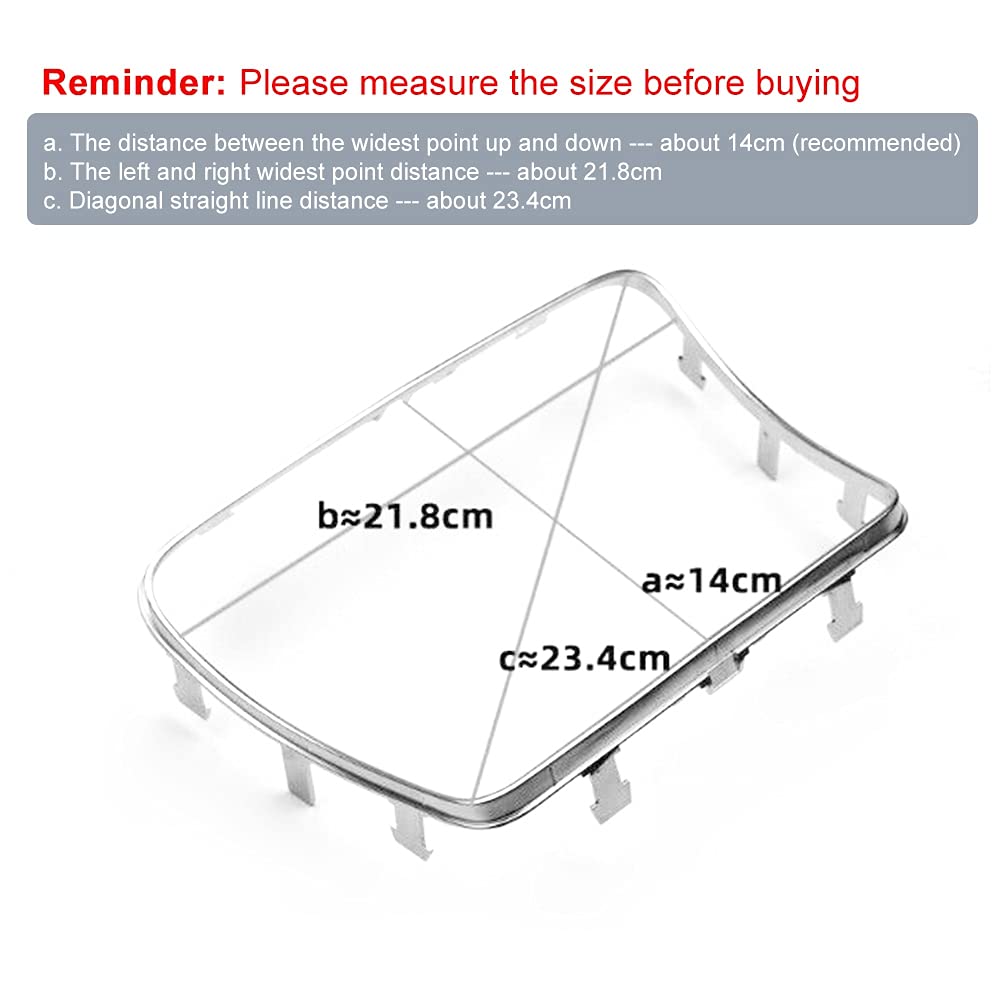 Reminder: Please measure the size before buying
a. The distance between the widest point up and down --- about 14cm (recommended)
b. The left and right widest point distance --- about 21.8cm
c. Diagonal straight line distance --- about 23.4cm
b≈21.8cm
a≈14cm
c≈23.4cm